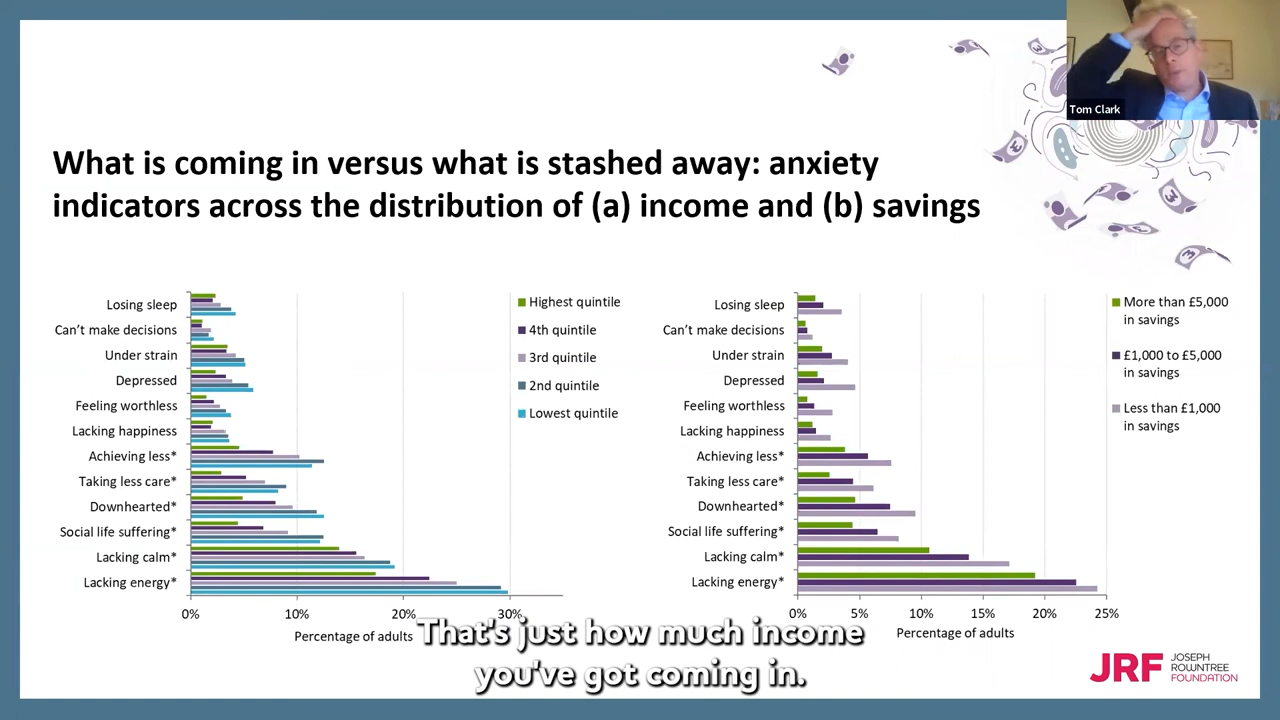 Tom Clark
What is coming in versus what is stashed away: anxiety
indicators across the distribution of (a) income and (b) savings
Losing sleep
Can't make decisions
Under strain
Depressed
Feeling worthless
Lacking happiness
Achieving less*
Taking less care*
Downhearted*
Social life suffering*
Lacking calm*
Lacking energy*
0% 10% 20% 30%
Percentage of adults
Highest quintile
4th quintile
3rd quintile
2nd quintile
Lowest quintile
Losing sleep
Can't make decisions
Under strain
Depressed
Feeling worthless
Lacking happiness
Achieving less*
Taking less care*
Downhearted*
Social life suffering*
Lacking calm*
Lacking energy*
0% 5% 10% 15% 20% 25%
Percentage of adults
More than £5,000
in savings
£1,000 to £5,000
in savings
Less than £1,000
in savings
That's just how much income
you've got coming in.
JRF JOSEPH
ROWNTREE
FOUNDATION